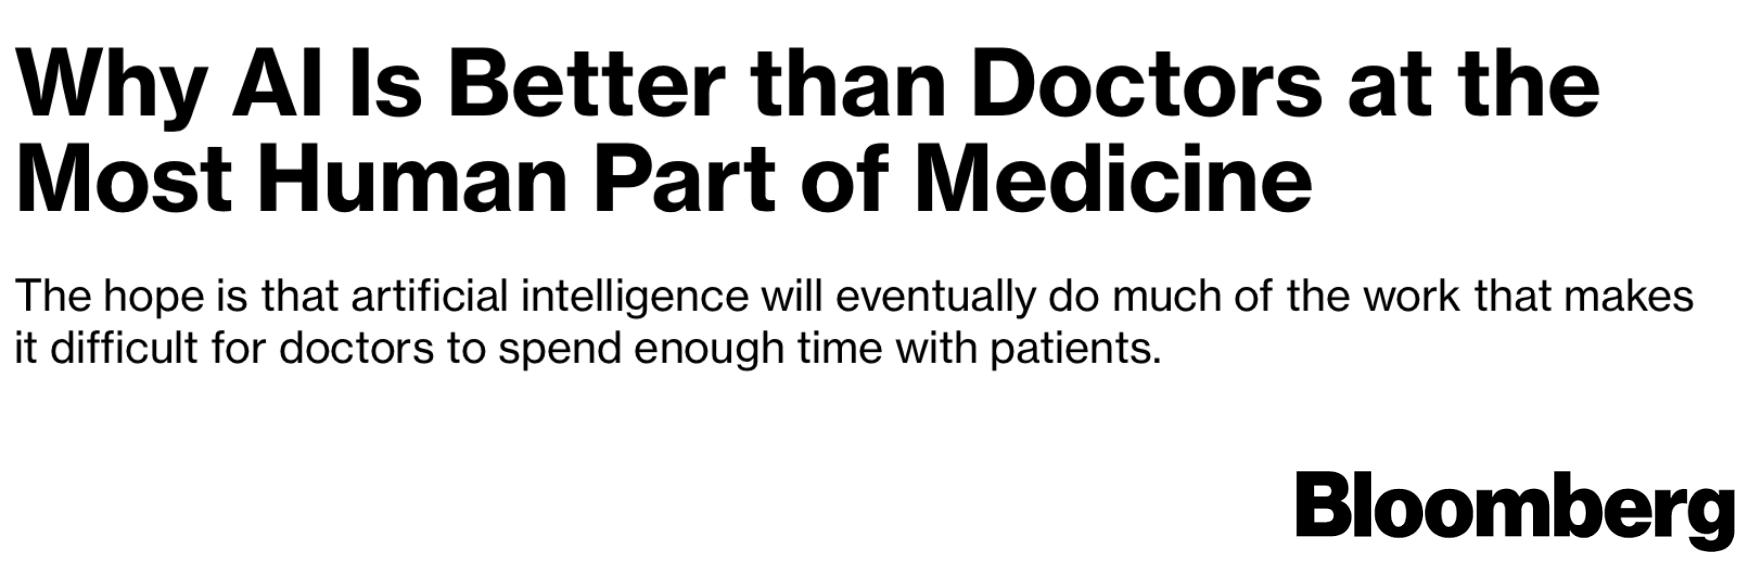 Why AI Is Better than Doctors at the
Most Human Part of Medicine
The hope is that artificial intelligence will eventually do much of the work that makes
it difficult for doctors to spend enough time with patients.
Bloomberg